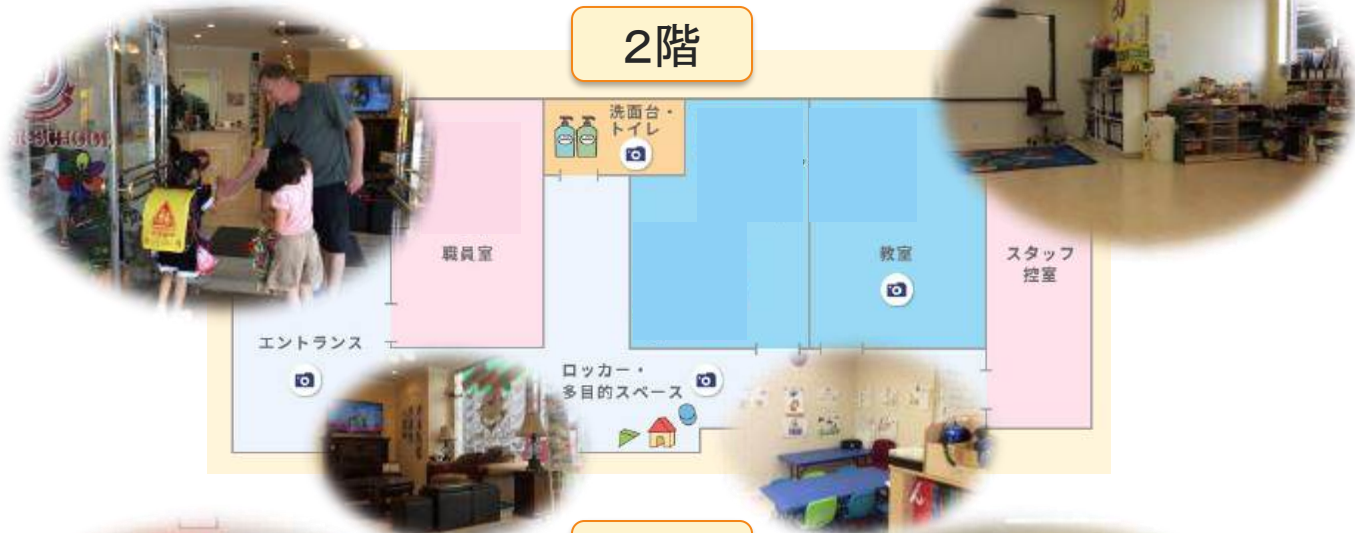 2階
洗面台・
トイレ
職員室
教室
スタッフ
控室
エントランス
ロッカー・
多目的スペース